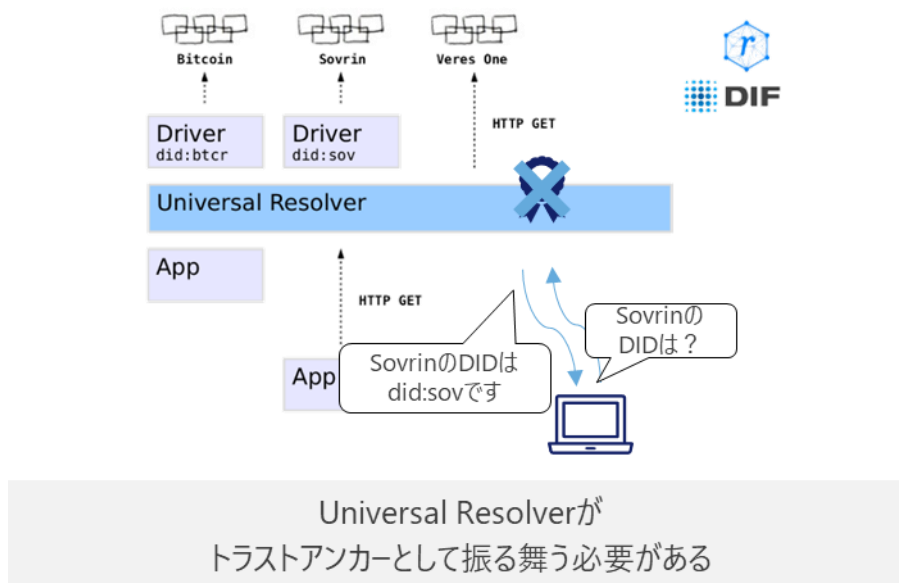 Bitcoin
Sovrin
Veres One
r
DIF
HTTP GET
Driver
did:btcr
Driver
did:sov
Universal Resolver
App
HTTP GET
Sovrinの
DIDは？
App
SovrinのDIDは
did:sovです
Universal Resolverが
トラストアンカーとして振る舞う必要がある